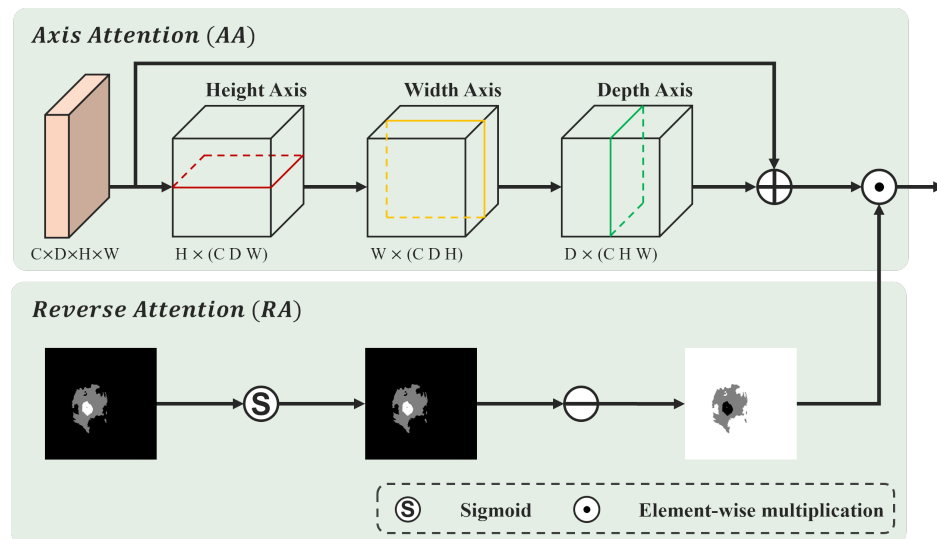 Axis Attention (AA)
Height Axis
Width Axis
Depth Axis
C×D×H×W
H × (C D W)
W × (C D H)
D × (C H W)
Reverse Attention (RA)
S
S
Sigmoid
Element-wise multiplication